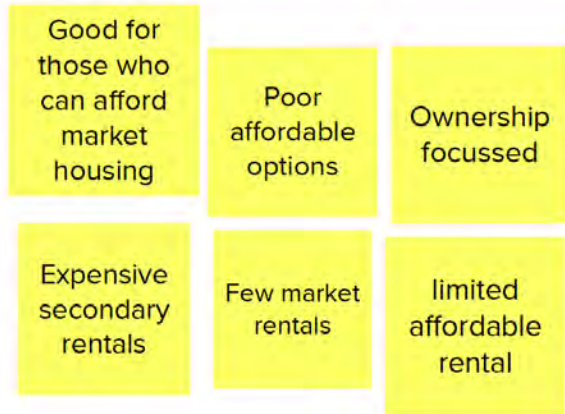 Good for
those who
can afford
market
housing
Poor
affordable
options
Ownership
focussed
Expensive
secondary
rentals
Few market
rentals
limited
affordable
rental